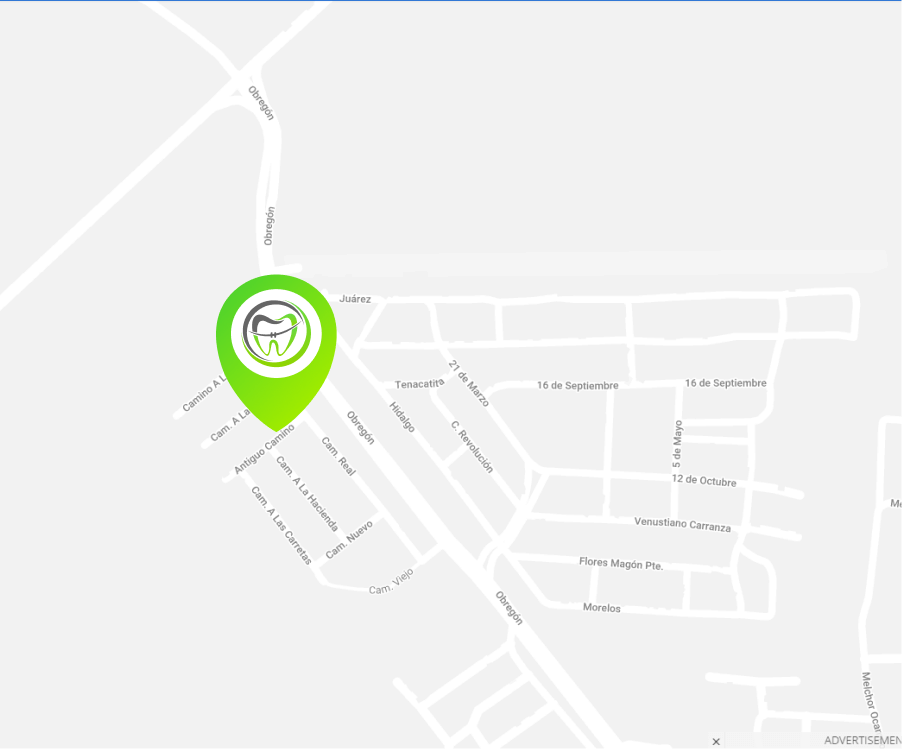 Obregón
Obregón
Juárez
21 de Marzo
Tenacatita
16 de Septiembre
16 de Septiembre
Camino A L
Cam. A La
Hidalgo
Obregón
C. Revolución
5 de Mayo
Antiguo Camino
Cam. Real
Cam. A La Hacienda
12 de Octubre
Cam. A Las Carretas
Cam. Nuevo
Venustiano Carranza
Me
Flores Magón Pte.
Cam. Viejo
Obregón
Morelos
Melchor Ocar
× ADVERTISEMEN